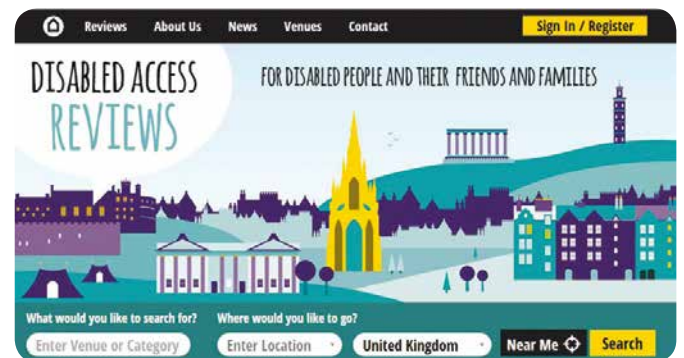 Reviews About Us News Venues Contact Sign In / Register
DISABLED ACCESS
REVIEWS
FOR DISABLED PEOPLE AND THEIR FRIENDS AND FAMILIES
What would you like to search for? Where would you like to go?
Enter Venue or Category Enter Location United Kingdom Near Me Search